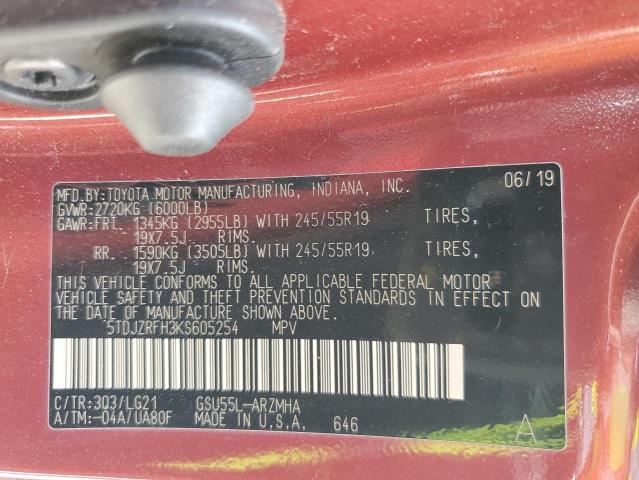 MFD.BY:TOYOTA MOTOR MANUFACTURING, INDIANA, INC. 06/19
GVWR:2720KG (6000LB)
GAWR:FRT. 1345KG (2955LB) WITH 245/55R19 TIRES,
19X7.5J RIMS.
RR. 1590KG (3505LB) WITH 245/55R19 TIRES,
19X7.5J RIMS.
THIS VEHICLE CONFORMS TO ALL APPLICABLE FEDERAL MOTOR
VEHICLE SAFETY AND THEFT PREVENTION STANDARDS IN EFFECT ON
THE DATE OF MANUFACTURE SHOWN ABOVE.
5TDJZRFH3KS605254 MPV
C/TR:3Q3/LG21 GSU55L-ARZMHA
A/TM:-04A/UA80F MADE IN U.S.A. 646 A